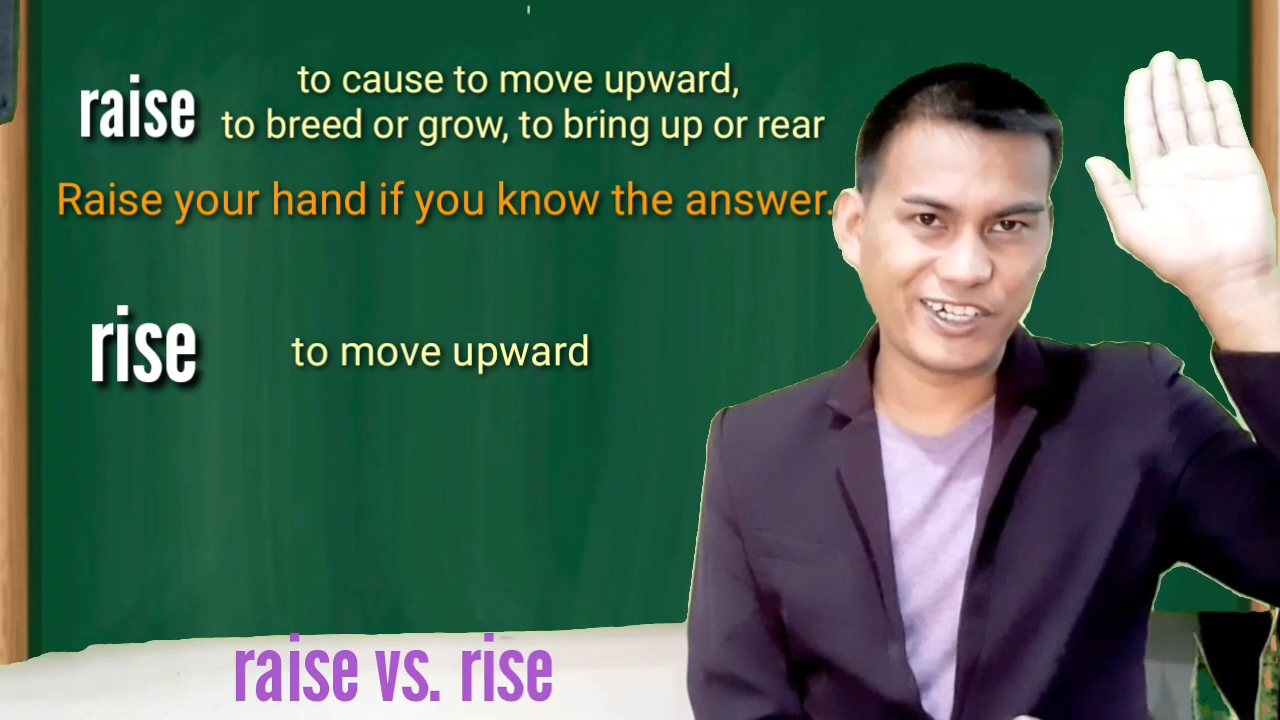 raise
to cause to move upward,
to breed or grow, to bring up or rear
Raise your hand if you know the answer.
rise
to move upward
raise vs. rise